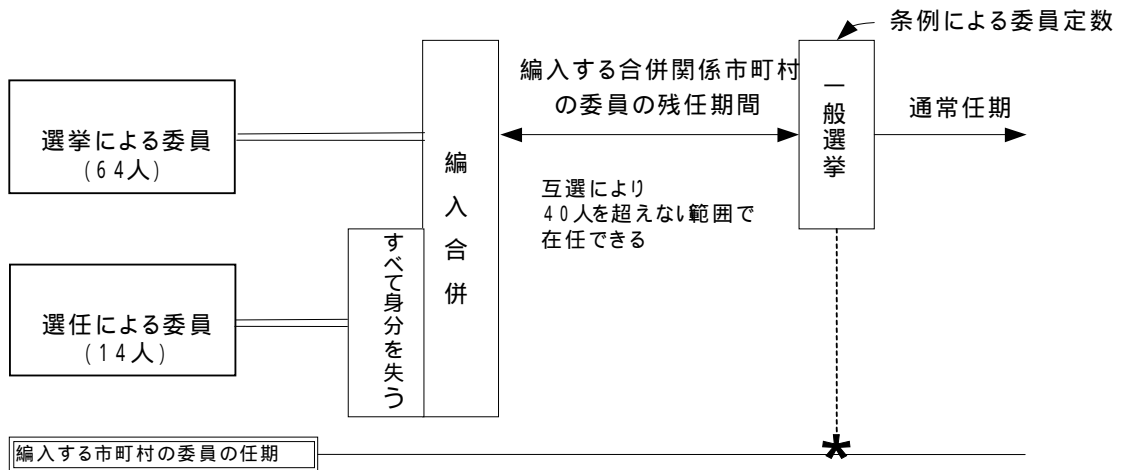 条例による委員定数
選挙による委員
(64人)
編入合併
編入する合併関係市町村
の委員の残任期間
一般選挙
通常任期
互選により
40人を超えない範囲で
在任できる
すべて身分を失う
選任による委員
(14人)
編入する市町村の委員の任期
*